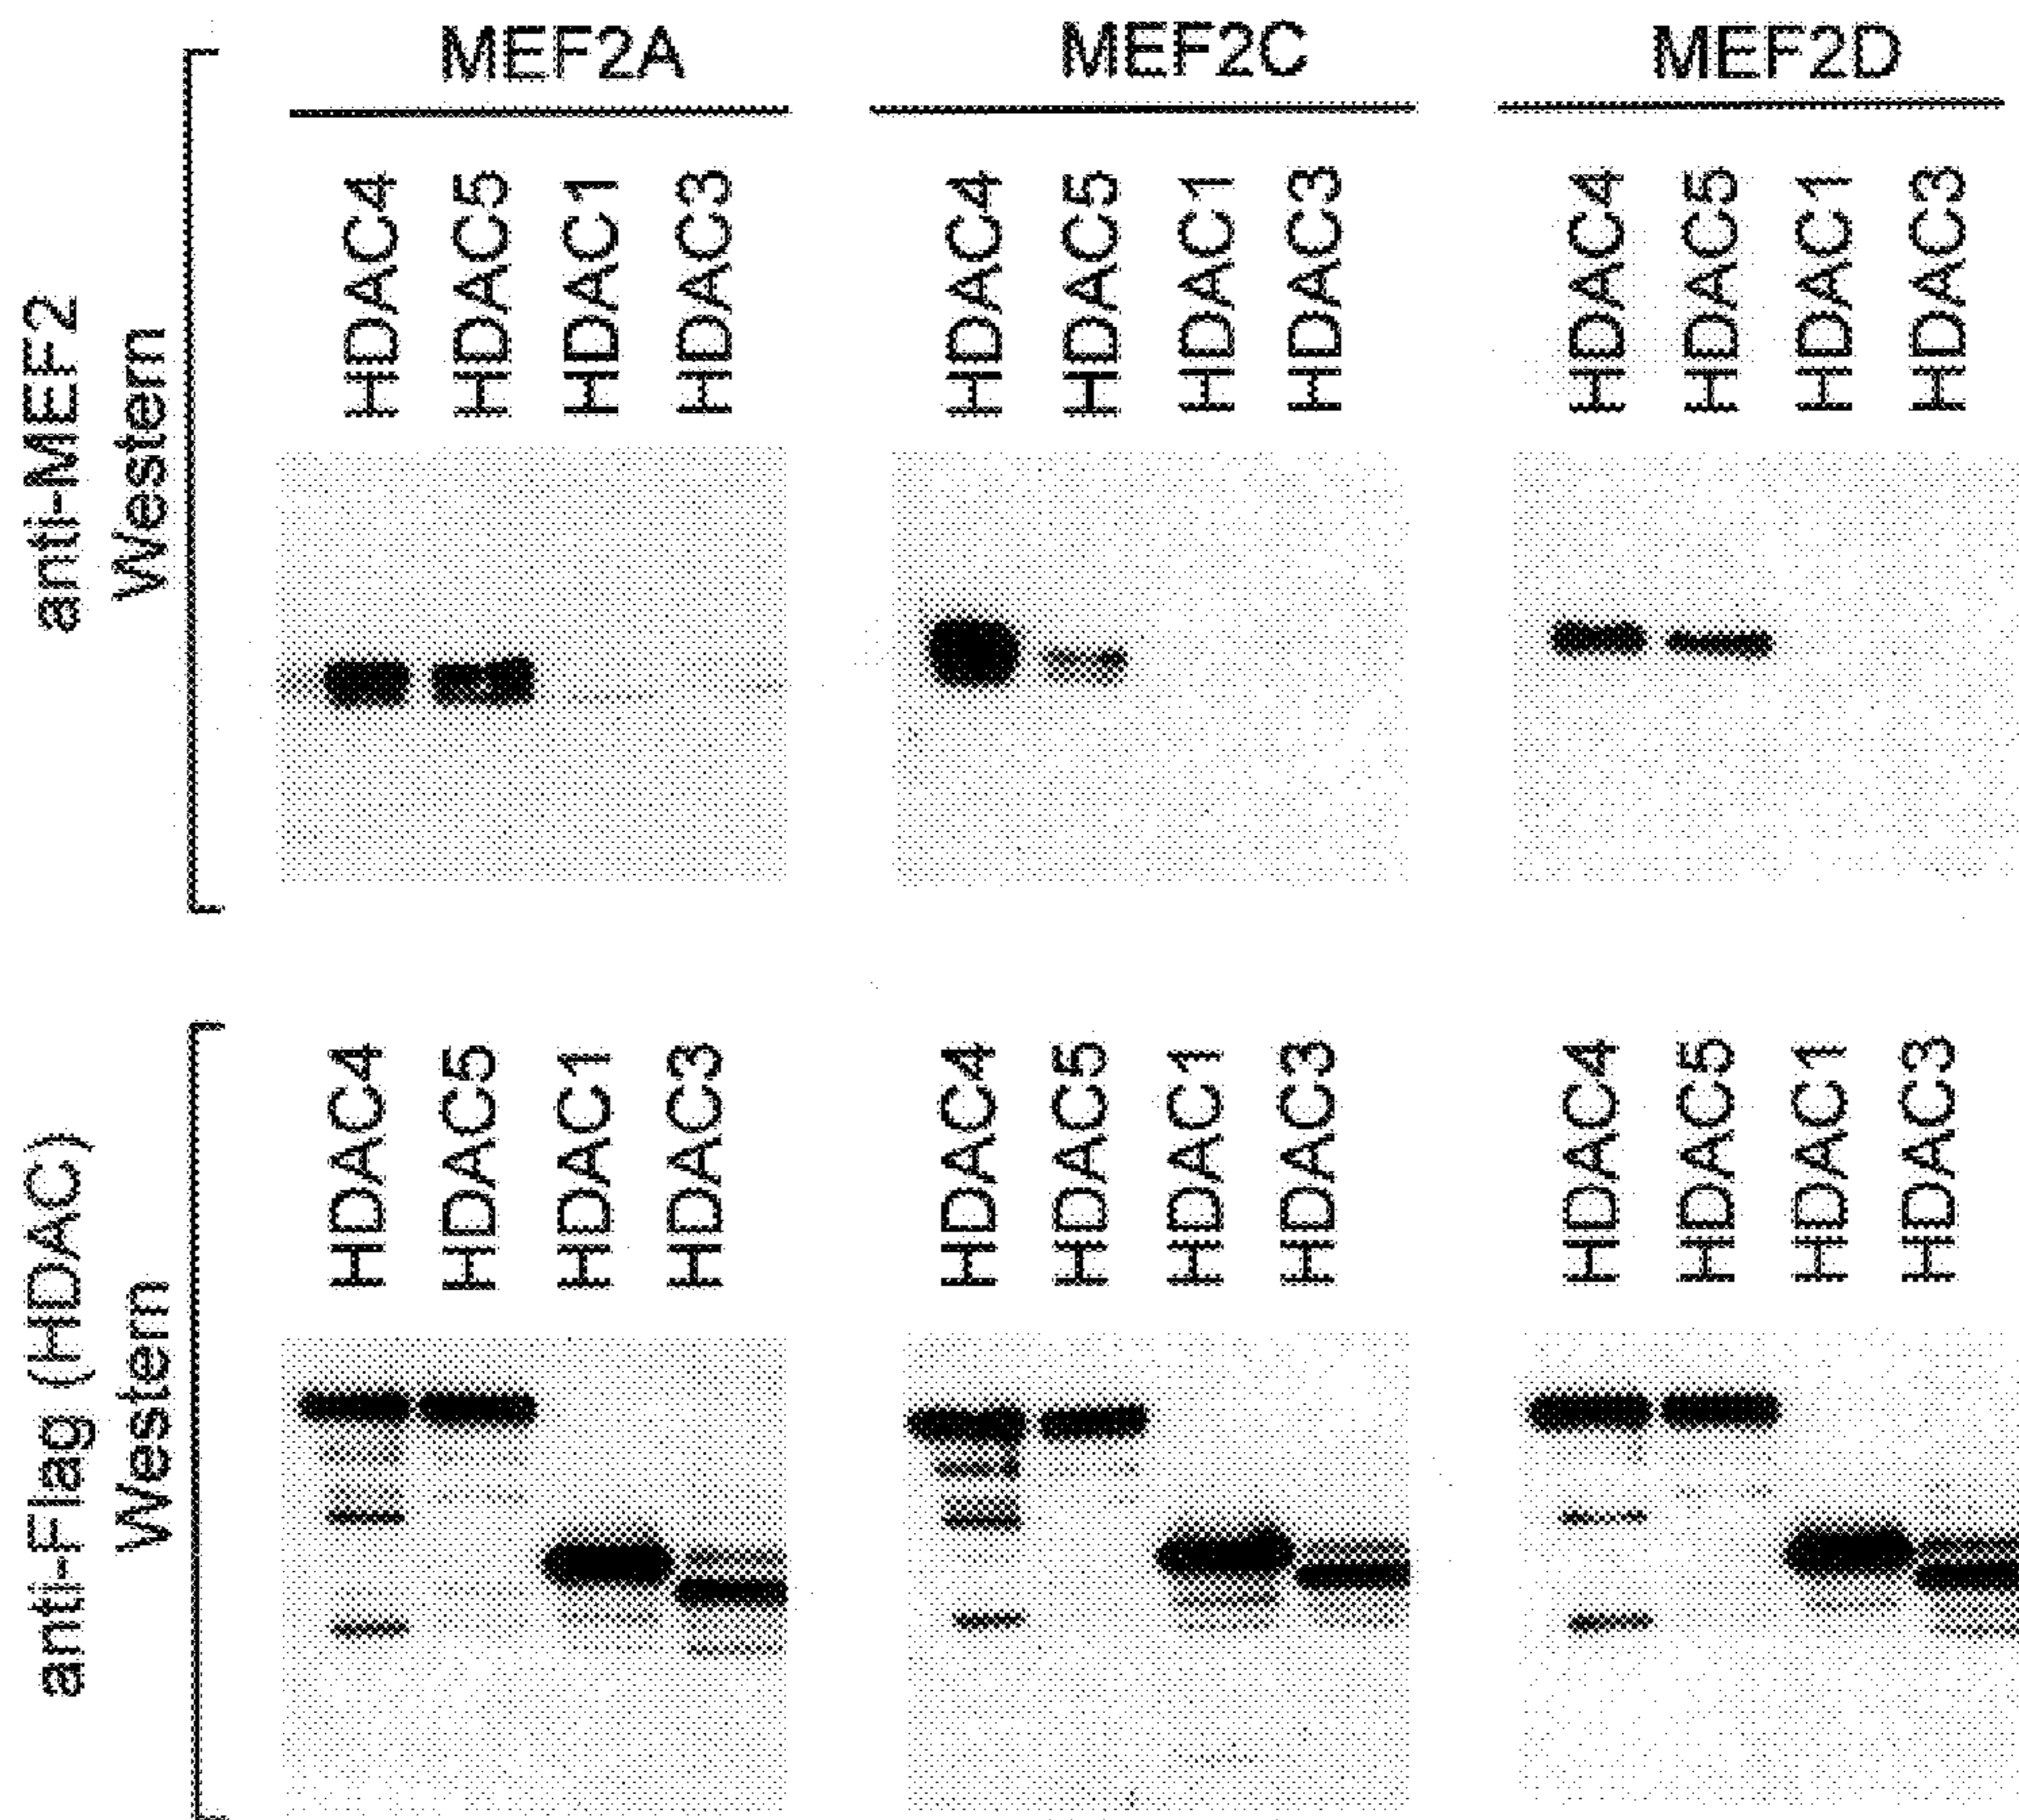 MEF2A MEF2C MEF2D
HDAC4 HDAC5 HDAC1 HDAC3 HDAC4 HDAC5 HDAC1 HDAC3 HDAC4 HDAC5 HDAC1 HDAC3
anti-MEF2
Western
HDAC4 HDAC5 HDAC1 HDAC3 HDAC4 HDAC5 HDAC1 HDAC3 HDAC4 HDAC5 HDAC1 HDAC3
anti-Flag (HDAC)
Western